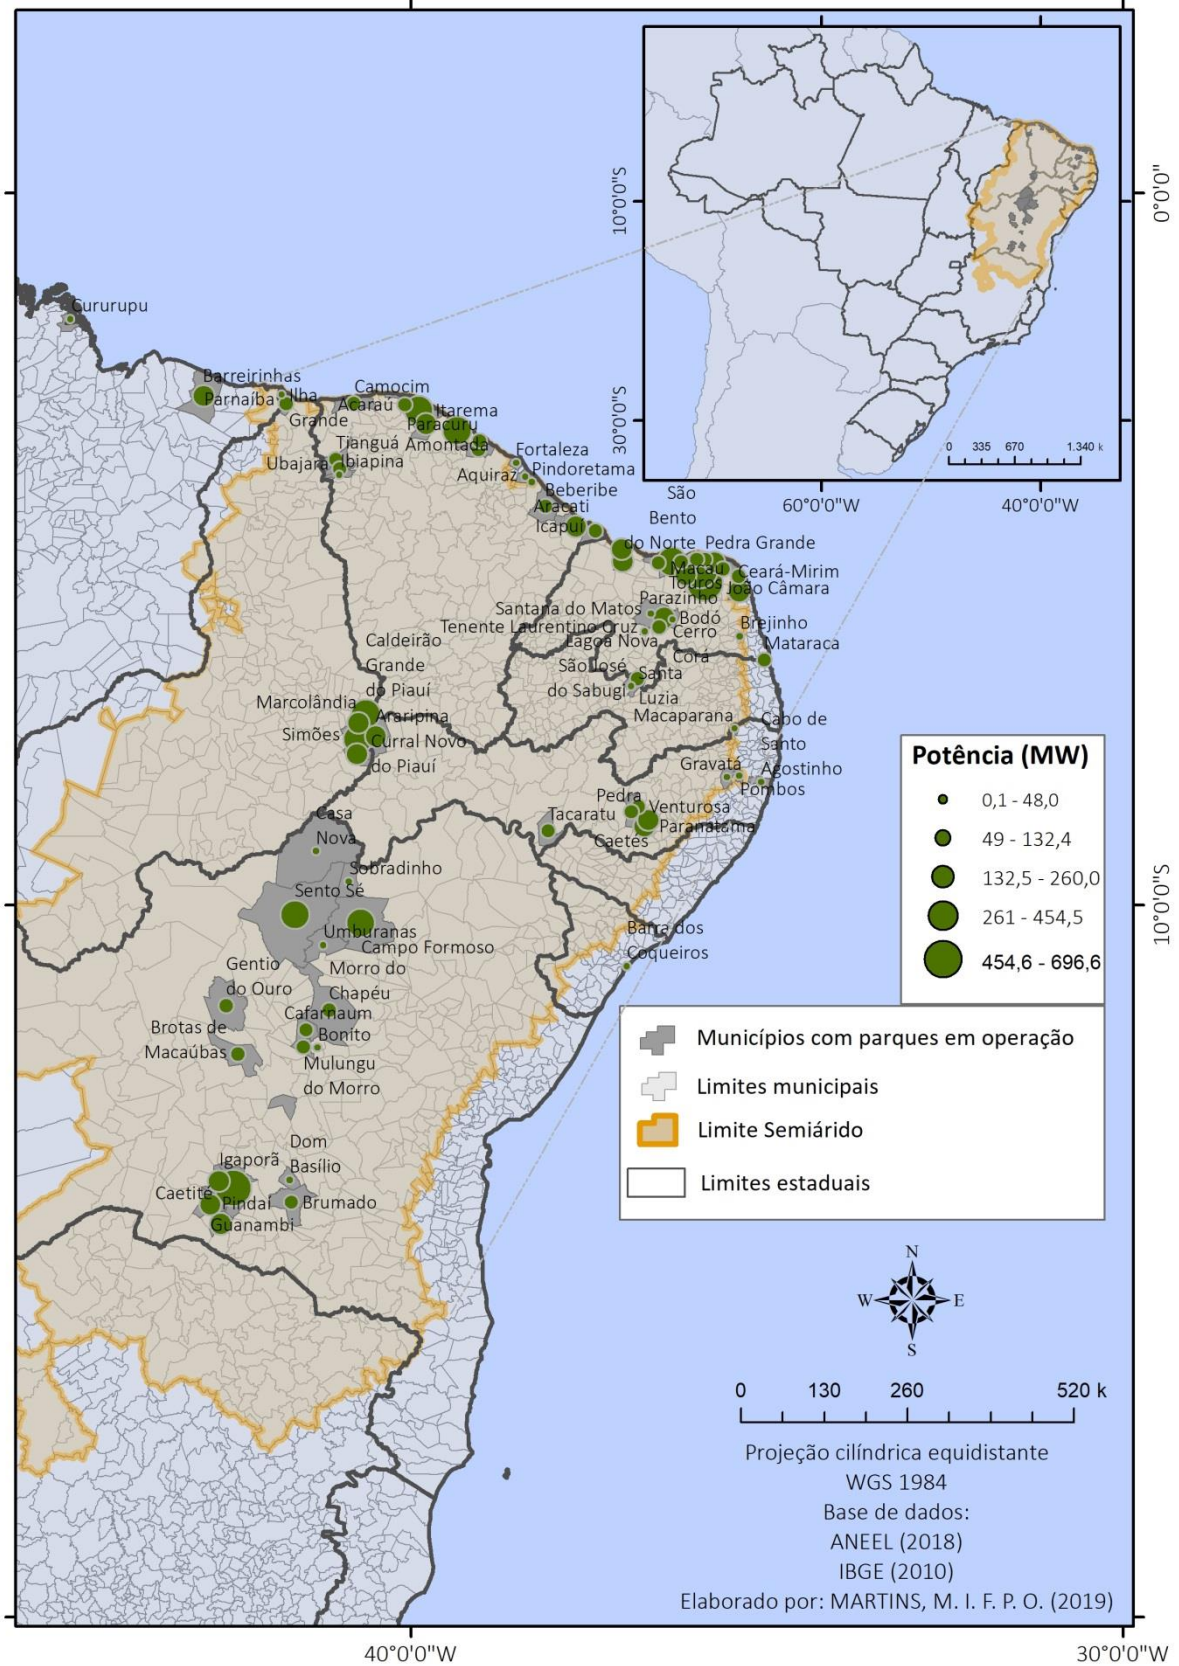 10°0'0"S
30°0'0"S
0°0'0"
0 335 670 1.340 k
60°0'0"W
40°0'0"W
Cururupu
Barreirinhas
Parnaíba
Ilha
Grande
Camocim
Acaraú
Itarema
Paracuru
Tianguá
Amontada
Ubajara
Ibiapina
Fortaleza
Aquiraz
Pindoretama
Beberibe
Aracati
Icapuí
São
Bento
do Norte
Pedra Grande
Macau
Ceará-Mirim
Touros
João Câmara
Parazinho
Santana do Matos
Bodó
Brejinho
Tenente Laurentino Cruz
Cerro
Lagoa Nova
Corá
Mataraca
Caldeirão
Grande
do Piauí
São José
do Sabugi
Santa
Luzia
Marcolândia
Araripina
Macaparana
Simões
Curral Novo
do Piauí
Cabo de
Santo
Agostinho
Gravatá
Pombos
Pedra
Venturosa
Tacaratu
Paranatama
Caetés
Casa
Nova
Sobradinho
Sento Sé
Umburanas
Campo Formoso
Barra dos
Coqueiros
Gentio
do Ouro
Morro do
Chapéu
Cafarnaum
Brotas de
Macaúbas
Bonito
Mulungu
do Morro
Dom
Basílio
Igaporã
Caetité
Pindaí
Brumado
Guanambi
Potência (MW)
0,1 - 48,0
49 - 132,4
132,5 - 260,0
261 - 454,5
454,6 - 696,6
10°0'0"S
Municípios com parques em operação
Limites municipais
Limite Semiárido
Limites estaduais
N
W E
S
0 130 260 520 k
Projeção cilíndrica equidistante
WGS 1984
Base de dados:
ANEEL (2018)
IBGE (2010)
Elaborado por: MARTINS, M. I. F. P. O. (2019)
40°0'0"W
30°0'0"W